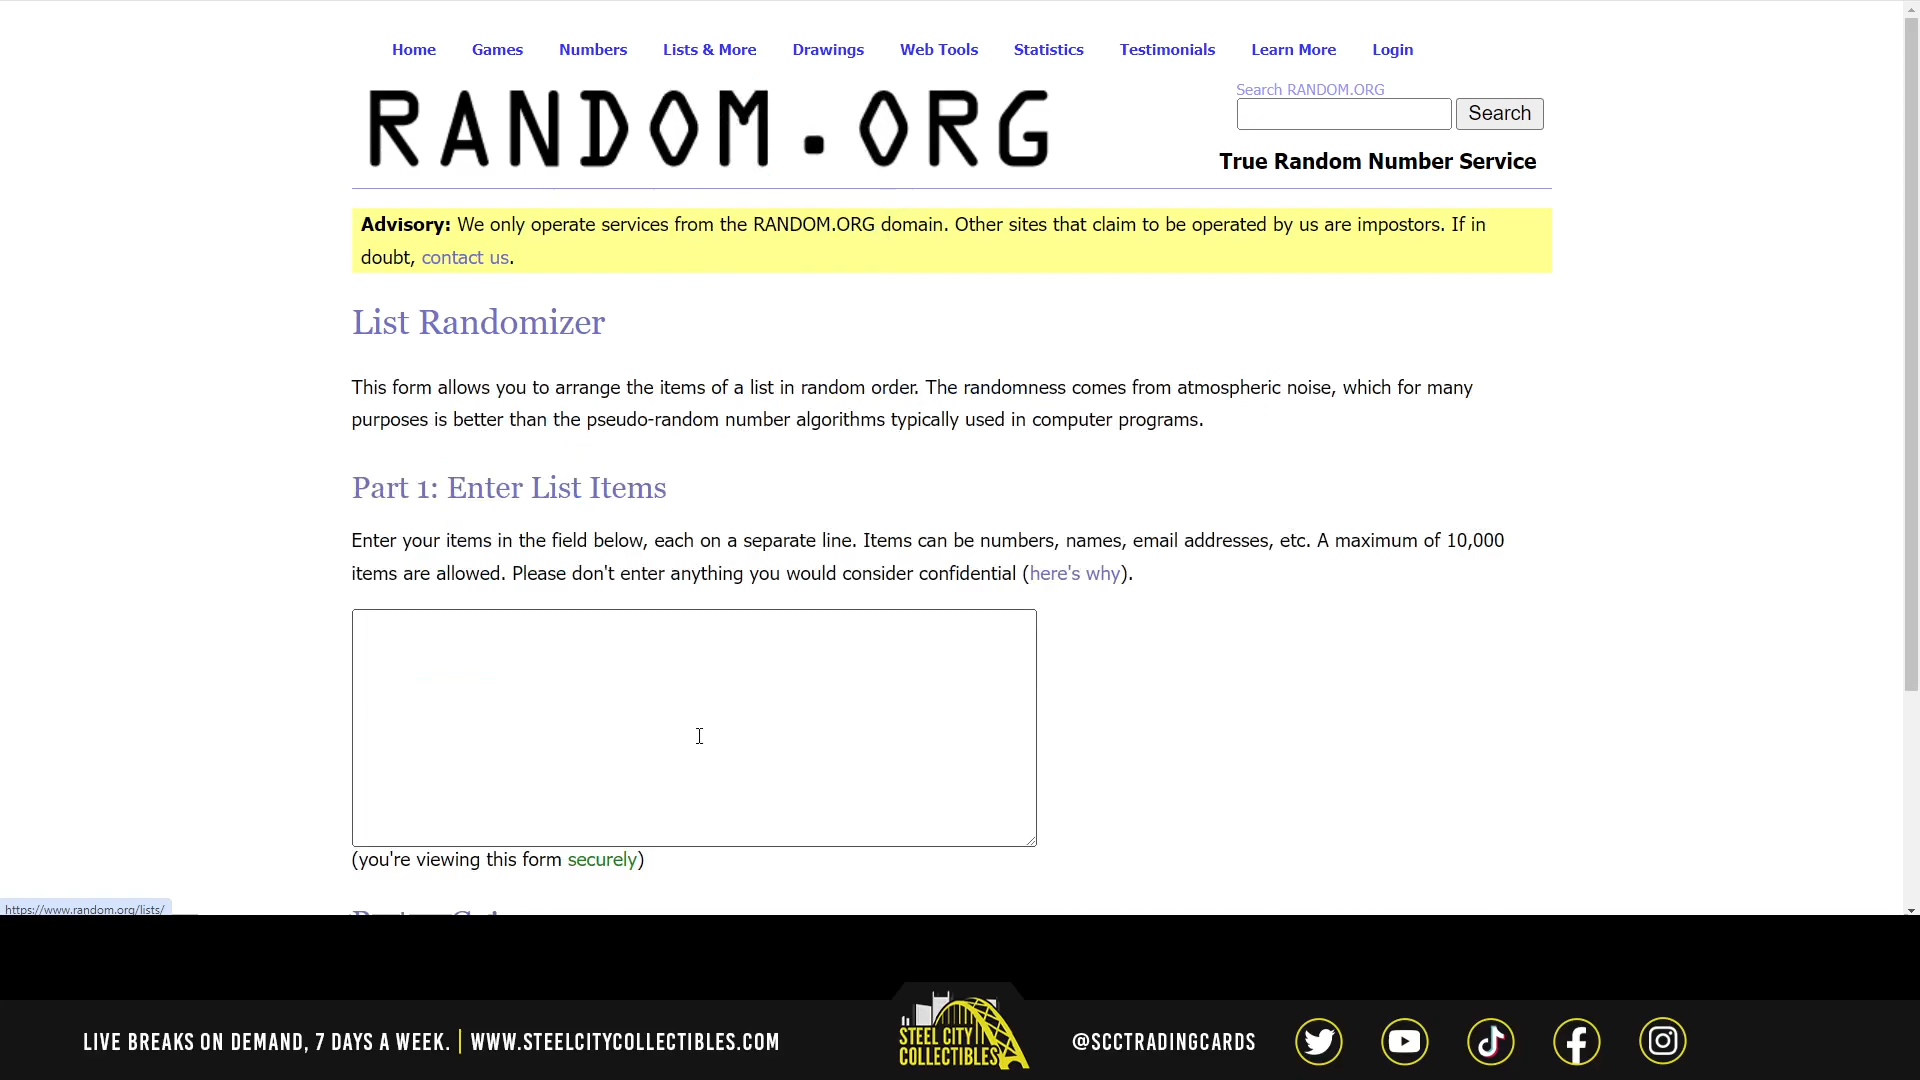 Home Games Numbers Lists & More Drawings Web Tools Statistics Testimonials Learn More Login
RANDOM.ORG
Search RANDOM.ORG
Search
True Random Number Service
Advisory: We only operate services from the RANDOM.ORG domain. Other sites that claim to be operated by us are impostors. If in
doubt, contact us.
List Randomizer
This form allows you to arrange the items of a list in random order. The randomness comes from atmospheric noise, which for many
purposes is better than the pseudo-random number algorithms typically used in computer programs.
Part 1: Enter List Items
Enter your items in the field below, each on a separate line. Items can be numbers, names, email addresses, etc. A maximum of 10,000
items are allowed. Please don't enter anything you would consider confidential (here's why).
(you're viewing this form securely)
https://www.random.org/lists/
LIVE BREAKS ON DEMAND, 7 DAYS A WEEK. | WWW.STEELCITYCOLLECTIBLES.COM
STEEL CITY
COLLECTIBLES
@SCCTRADINGCARDS